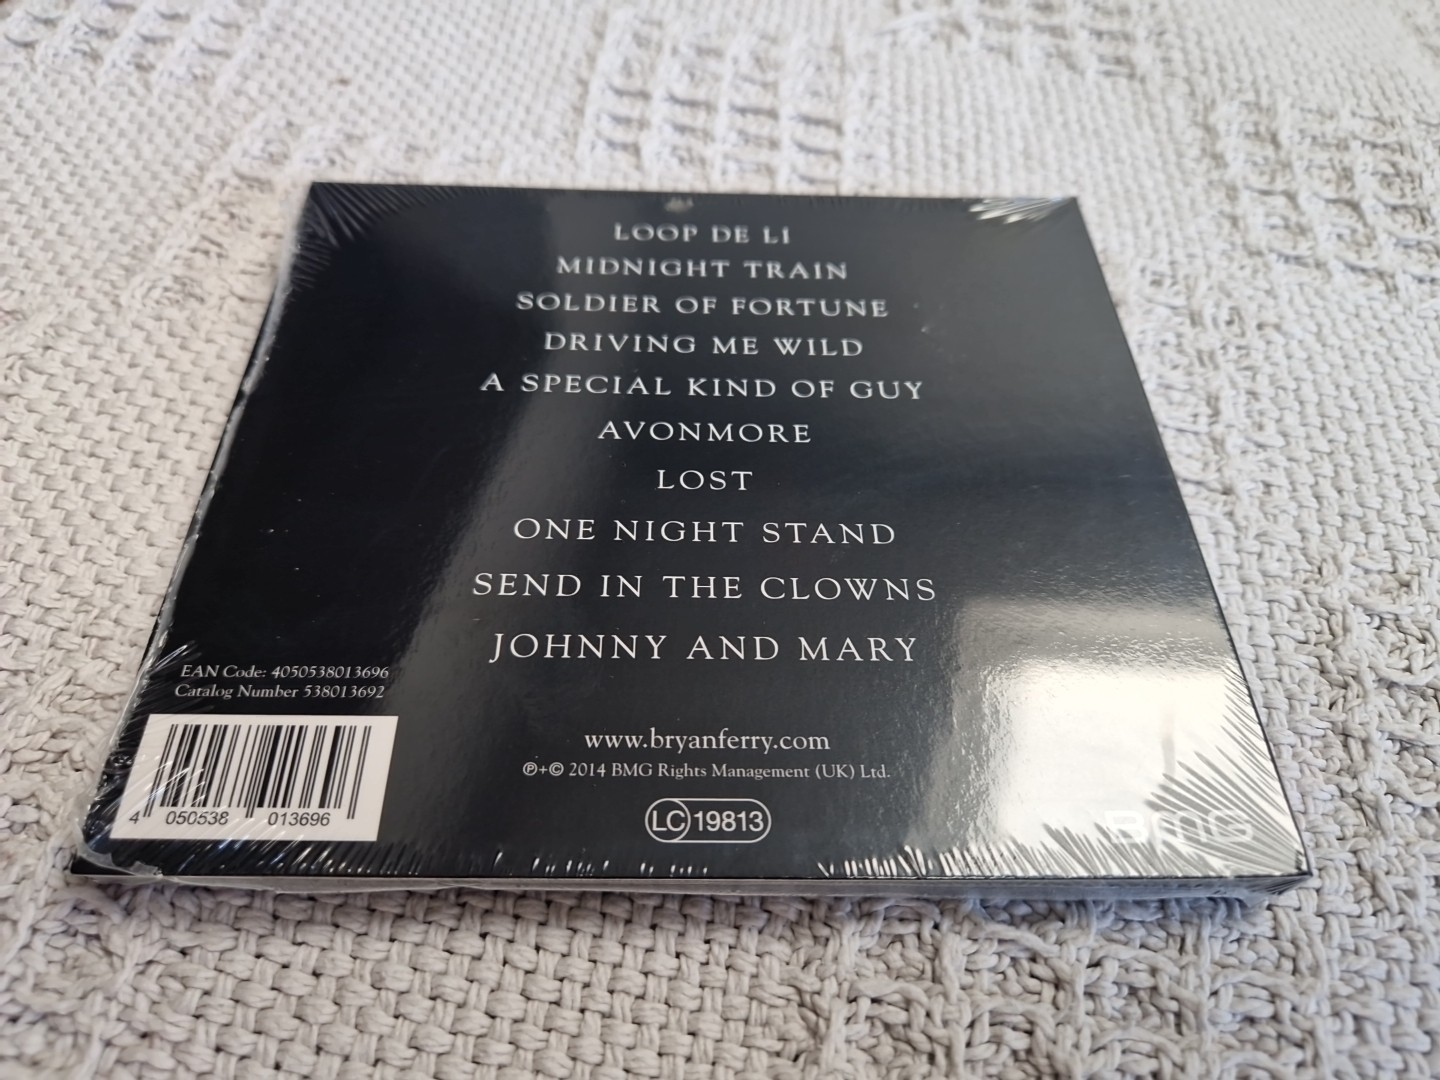 LOOP DE LI
MIDNIGHT TRAIN
SOLDIER OF FORTUNE
DRIVING ME WILD
A SPECIAL KIND OF GUY
AVONMORE
LOST
ONE NIGHT STAND
SEND IN THE CLOWNS
JOHNNY AND MARY
EAN Code: 4050538013696
Catalog Number 538013692
4 050538 013696
www.bryanferry.com
℗+© 2014 BMG Rights Management (UK) Ltd.
LC 19813
BMG